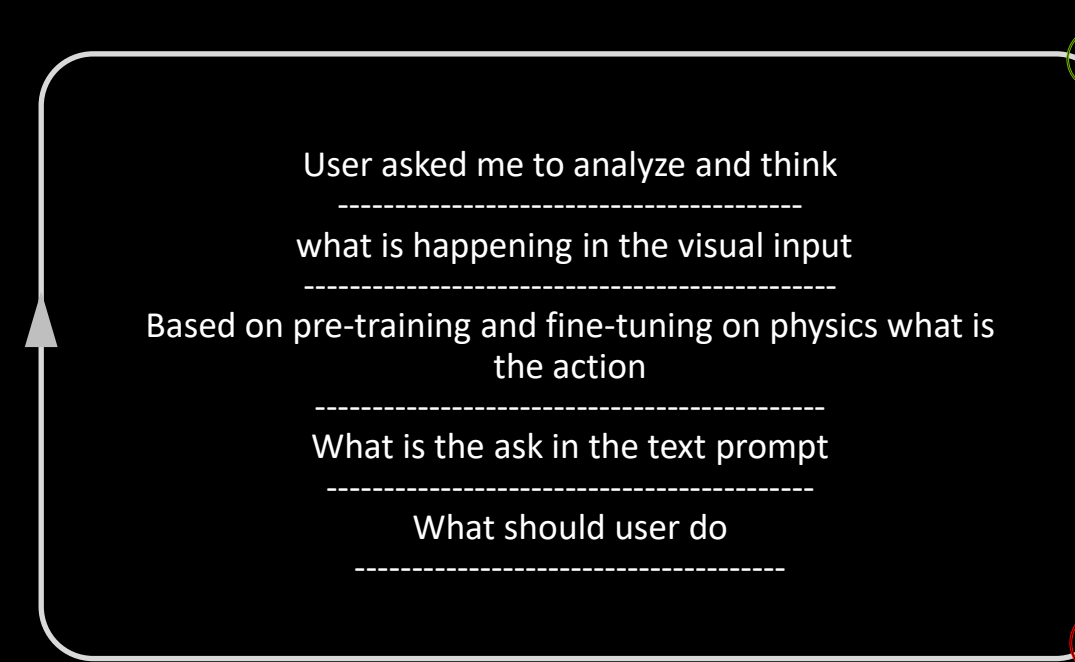 User asked me to analyze and think
-----------------------------------------
what is happening in the visual input
-----------------------------------------------
Based on pre-training and fine-tuning on physics what is
the action
---------------------------------------------
What is the ask in the text prompt
-------------------------------------------
What should user do
--------------------------------------